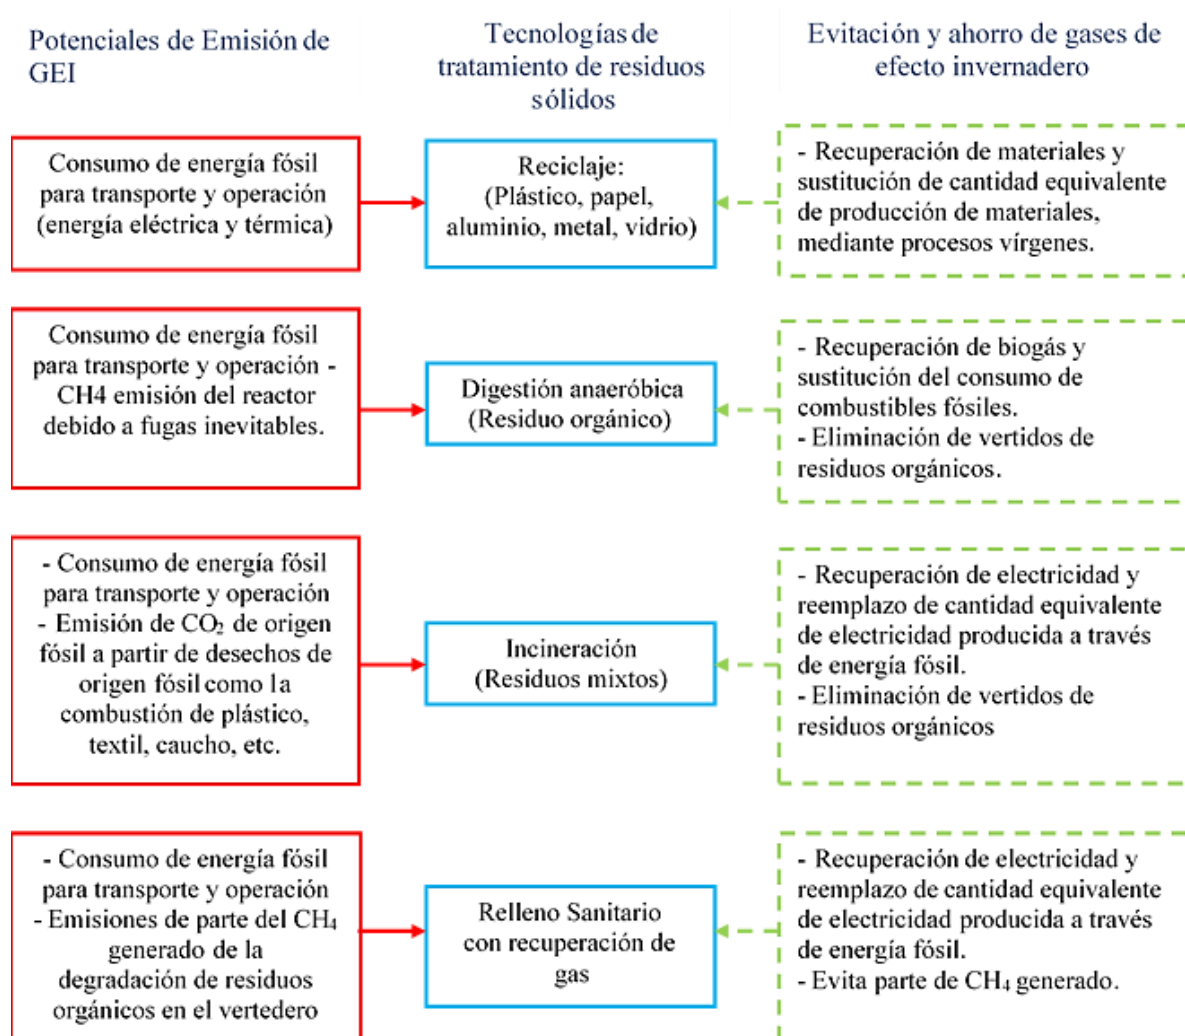 Potenciales de Emisión de
GEI
Tecnologías de
tratamiento de residuos
sólidos
Evitación y ahorro de gases de
efecto invernadero
Consumo de energía fósil
para transporte y operación
(energía eléctrica y térmica)
Reciclaje:
(Plástico, papel,
aluminio, metal, vidrio)
- Recuperación de materiales y
sustitución de cantidad equivalente
de producción de materiales,
mediante procesos vírgenes.
Consumo de energía fósil
para transporte y operación -
CH4 emisión del reactor
debido a fugas inevitables.
Digestión anaeróbica
(Residuo orgánico)
- Recuperación de biogás y
sustitución del consumo de
combustibles fósiles.
- Eliminación de vertidos de
residuos orgánicos.
- Consumo de energía fósil
para transporte y operación
- Emisión de CO₂ de origen
fósil a partir de desechos de
origen fósil como la
combustión de plástico,
textil, caucho, etc.
Incineración
(Residuos mixtos)
- Recuperación de electricidad y
reemplazo de cantidad equivalente
de electricidad producida a través
de energía fósil.
- Eliminación de vertidos de
residuos orgánicos
- Consumo de energía fósil
para transporte y operación
- Emisiones de parte del CH₄
generado de la
degradación de residuos
orgánicos en el vertedero
Relleno Sanitario
con recuperación de
gas
- Recuperación de electricidad y
reemplazo de cantidad equivalente
de electricidad producida a través
de energía fósil.
- Evita parte de CH₄ generado.